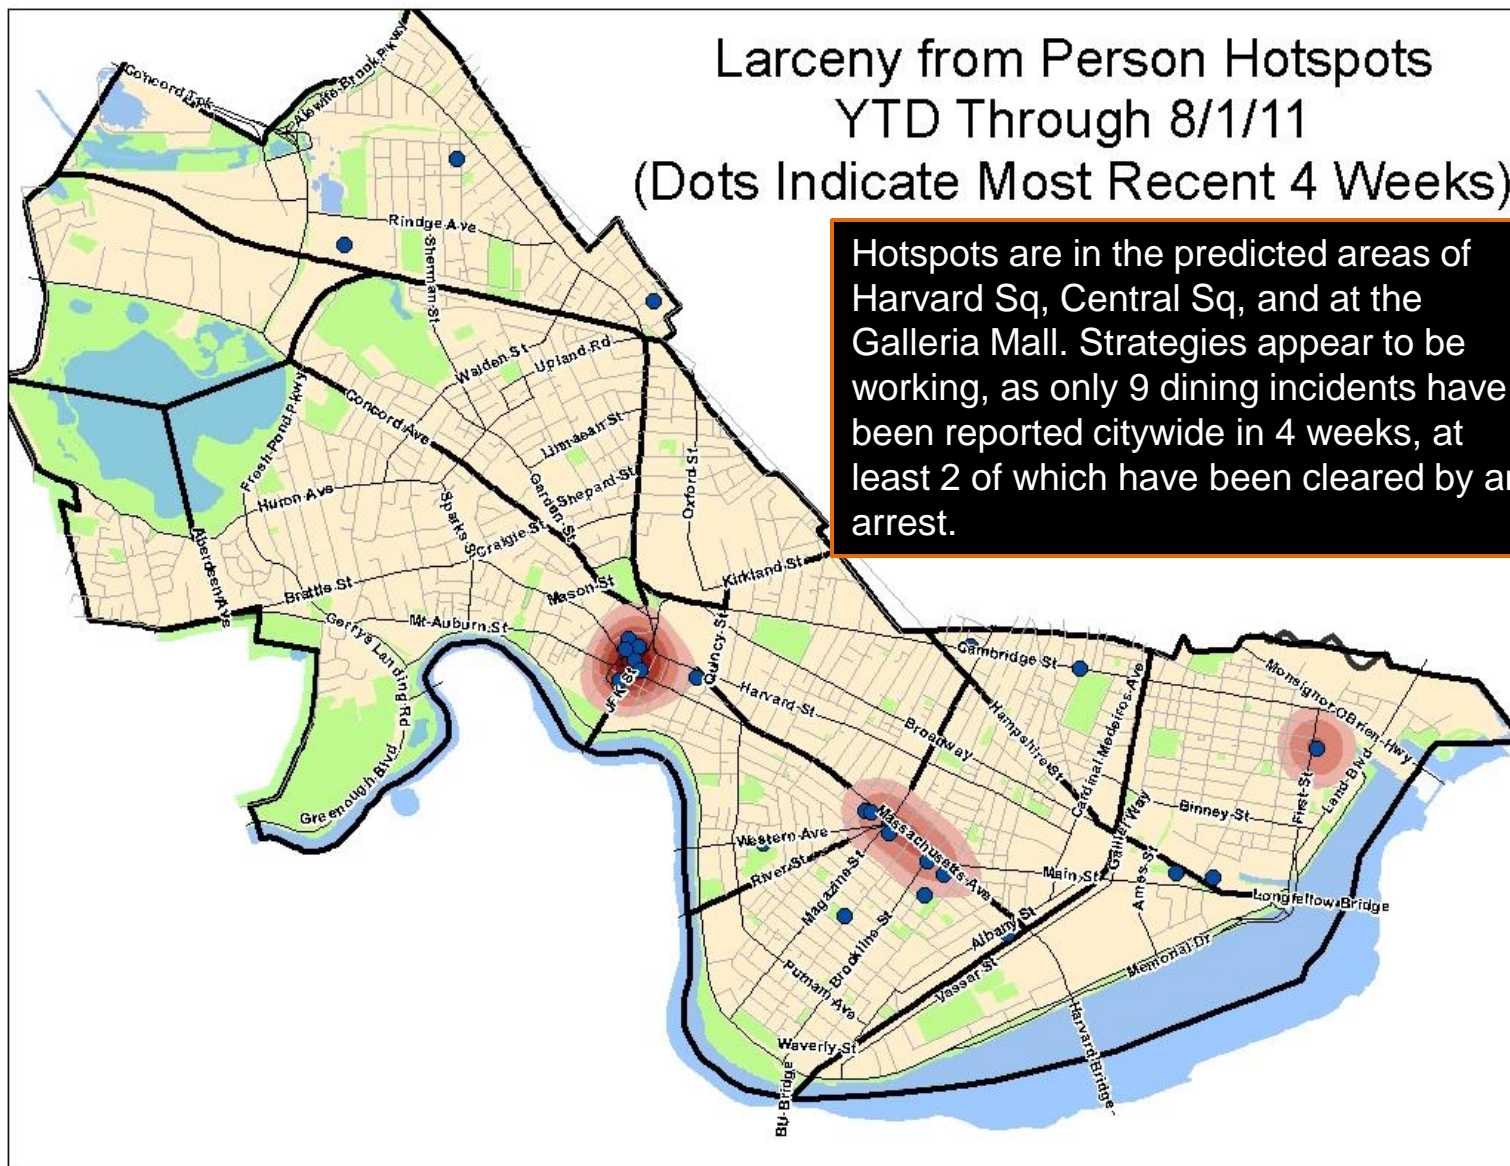 Larceny from Person Hotspots
YTD Through 8/1/11
(Dots Indicate Most Recent 4 Weeks)
Hotspots are in the predicted areas of
Harvard Sq, Central Sq, and at the
Galleria Mall. Strategies appear to be
working, as only 9 dining incidents have
been reported citywide in 4 weeks, at
least 2 of which have been cleared by an
arrest.
Concord Tpk
Alewife Brook Pkwy
Rindge Ave
Sherman St
Walden St
Upland Rd
Concord Ave
Fresh Pond Pkwy
Linnaean St
Huron Ave
Garden St
Shepard St
Oxford St
Sparks St
Craigie St
Aberdeen Ave
Brattle St
Mason St
Kirkland St
Mt Auburn St
Gerrys Landing Rd
Quincy St
JFK St
Harvard St
Cambridge St
Monsignor OBrien Hwy
Broadway
Hampshire St
Cardinal Medeiros Ave
Greenough Blvd
First St
Land Blvd
Binney St
Massachusetts Ave
Western Ave
River St
Magazine St
Main St
Galliei Way
Ames St
Longfellow Bridge
Brookline St
Albany St
Putnam Ave
Vassar St
Memorial Dr
Waverly St
Harvard Bridge
BU Bridge